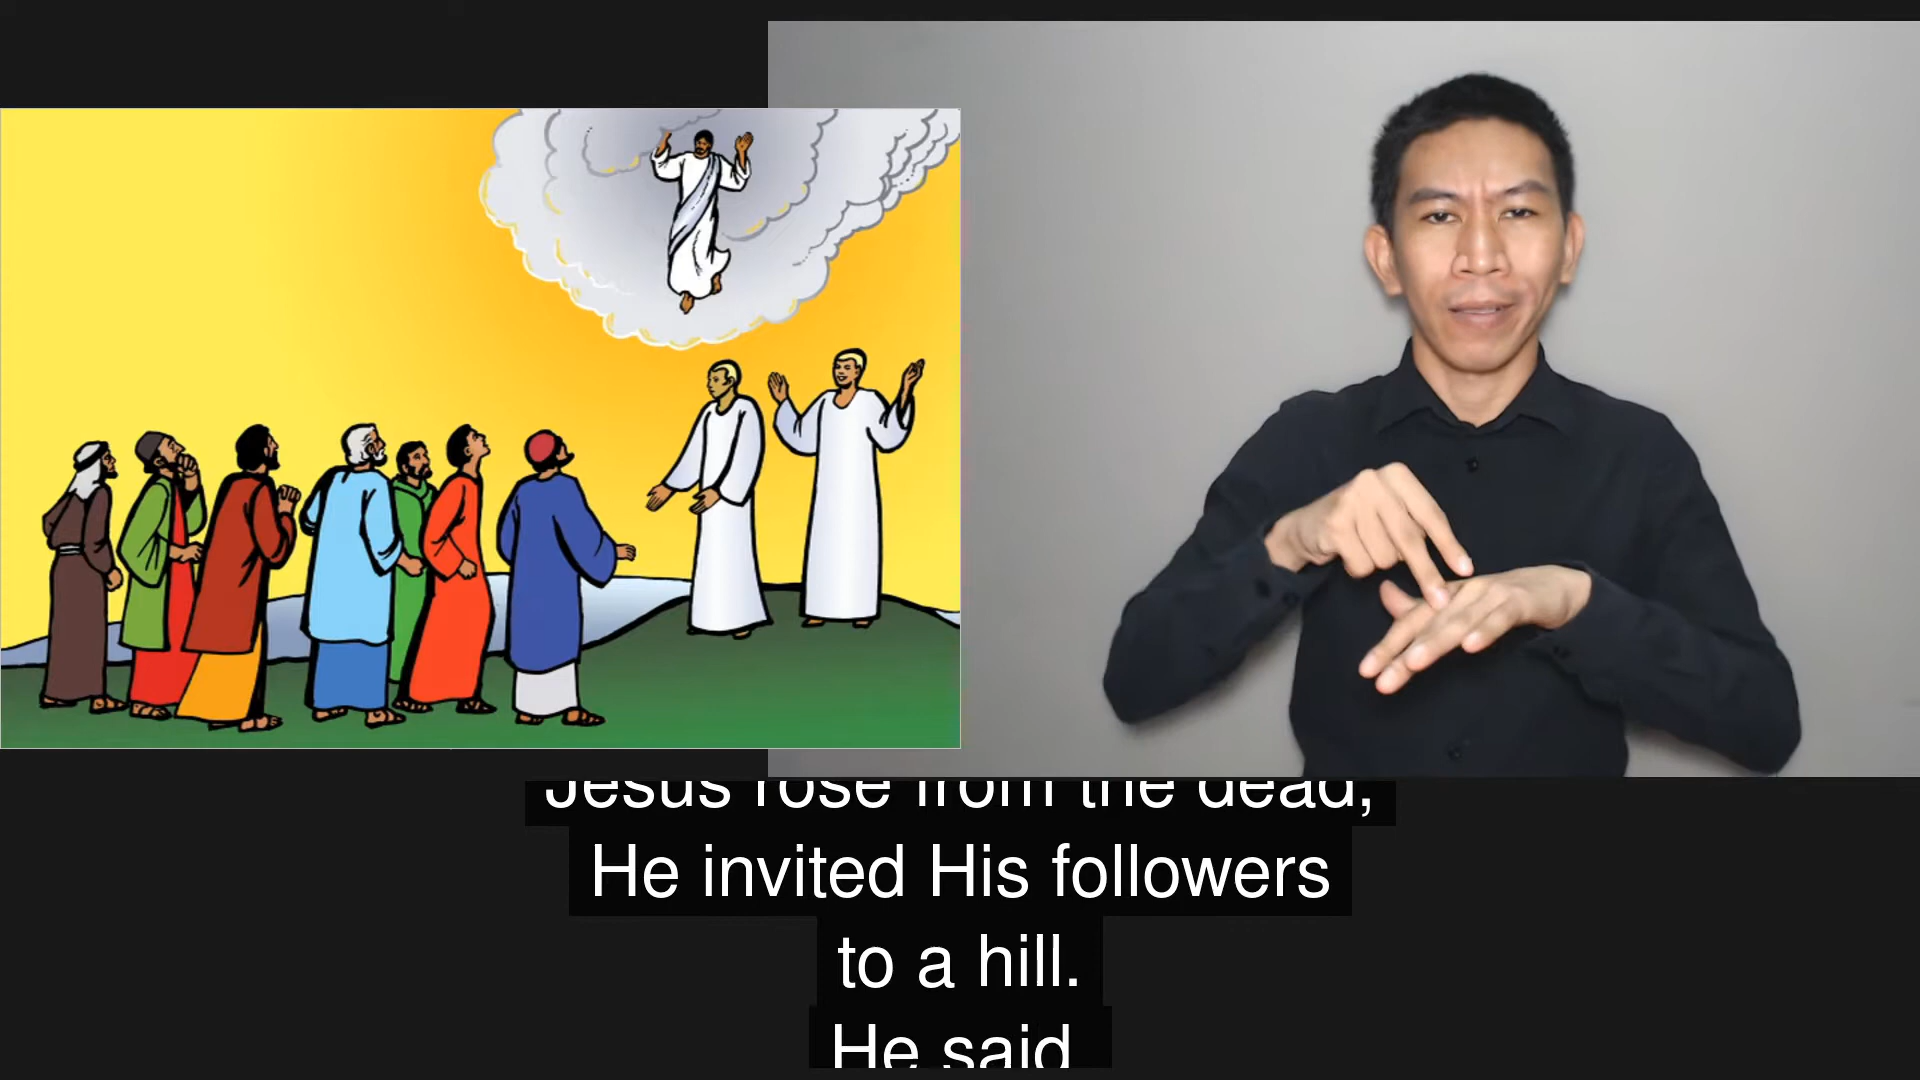 Jesus rose from the dead,
He invited His followers
to a hill.
He said